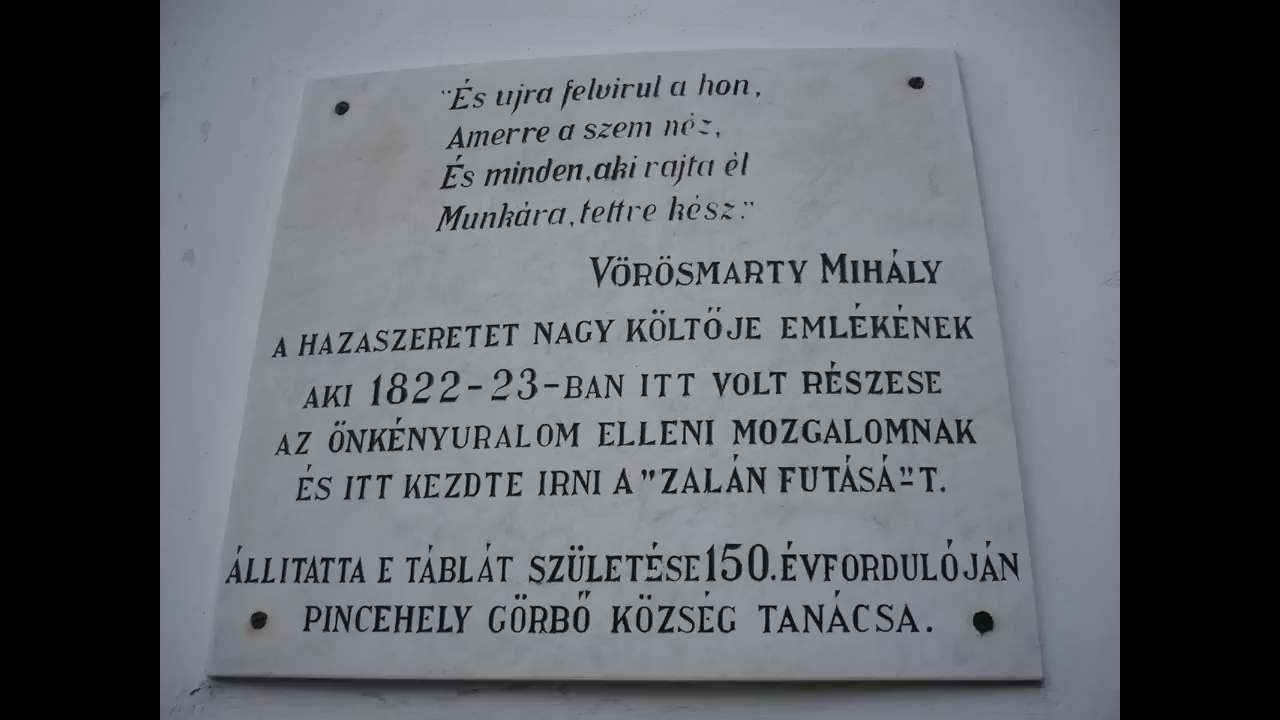 "És ujra felvirul a hon,
Amerre a szem néz,
És minden, aki rajta él
Munkára, tettre kész."
VÖRÖSMARTY MIHÁLY
A HAZASZERETET NAGY KÖLTŐJE EMLÉKÉNEK
AKI 1822-23-BAN ITT VOLT RÉSZESE
AZ ÖNKÉNYURALOM ELLENI MOZGALOMNAK
ÉS ITT KEZDTE IRNI A "ZALÁN FUTÁSÁ"-T.
ÁLLITATTA E TÁBLÁT SZÜLETÉSE 150. ÉVFORDULÓJÁN
PINCEHELY GÖRBŐ KÖZSÉG TANÁCSA.